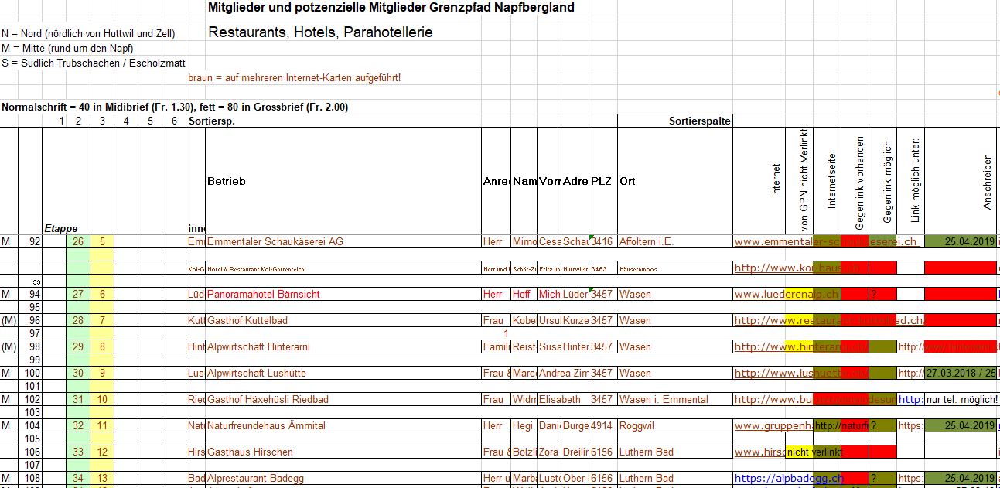 Mitglieder und potzenzielle Mitglieder Grenzpfad Napfbergland
N = Nord (nördlich von Huttwil und Zell) Restaurants, Hotels, Parahotellerie
M = Mitte (rund um den Napf)
S = Südlich Trubschachen / Escholzmatt
braun = auf mehreren Internet-Karten aufgeführt!
Normalschrift = 40 in Midibrief (Fr. 1.30), fett = 80 in Grossbrief (Fr. 2.00)
1 2 3 4 5 6 Sortiersp. Sortierspalte
Etappe inne Betrieb Anred Nam Vorr Adre PLZ Ort Internet von GPN nicht Verlinkt Internetseite Gegenlink vorhanden Gegenlink möglich Link möglich unter: Anschreiben
M 92 26 5 Emm Emmentaler Schaukäserei AG Herr Mimo Cesa Schau 3416 Affoltern i.E. www.emmentaler-schaukaeserei.ch 25.04.2019
93 Koi-G Hotel & Restaurant Koi-Gartenteich Herr und F Schär-Zu Fritz un Huttwilst 3463 Häusernmoos http://www.koi-haus.ch
M 94 27 6 Lüd Panoramahotel Bärnsicht Herr Hoff Mich Lüder 3457 Wasen www.luederenalp.ch ?
95
(M) 96 28 7 Kutt Gasthof Kuttelbad Frau Kobe Ursu Kurze 3457 Wasen http://www.restaurant-kuttelbad.ch/
97 1
(M) 98 29 8 Hint Alpwirtschaft Hinterarni Famili Reist Susa Hinter 3457 Wasen http://www.hinterarni.ch/ http://
99
M 100 30 9 Lus Alpwirtschaft Lushütte Frau & Marc Andrea Zim 3457 Wasen http://www.lushuette.ch/ http:// 27.03.2018 / 25
101
M 102 31 10 Ried Gasthof Häxehüsli Riedbad Frau Widm Elisabeth 3457 Wasen i. Emmental http://www.burgergemeindesum http: nur tel. möglich!
103
M 104 32 11 Natu Naturfreundehaus Ämmital Herr Hegi Dani Burge 4914 Roggwil www.gruppenh http://naturf ? https: 25.04.2019
105
106 33 12 Hirs Gasthaus Hirschen Frau & Bolzli Zora Dreilin 6156 Luthern Bad www.hirsc nicht verlinkt
107
M 108 34 13 Bad Alprestaurant Badegg Herr u Marba Luste Ober- 6156 Luthern Bad https://alpbadegg.ch ? https: 25.04.2019